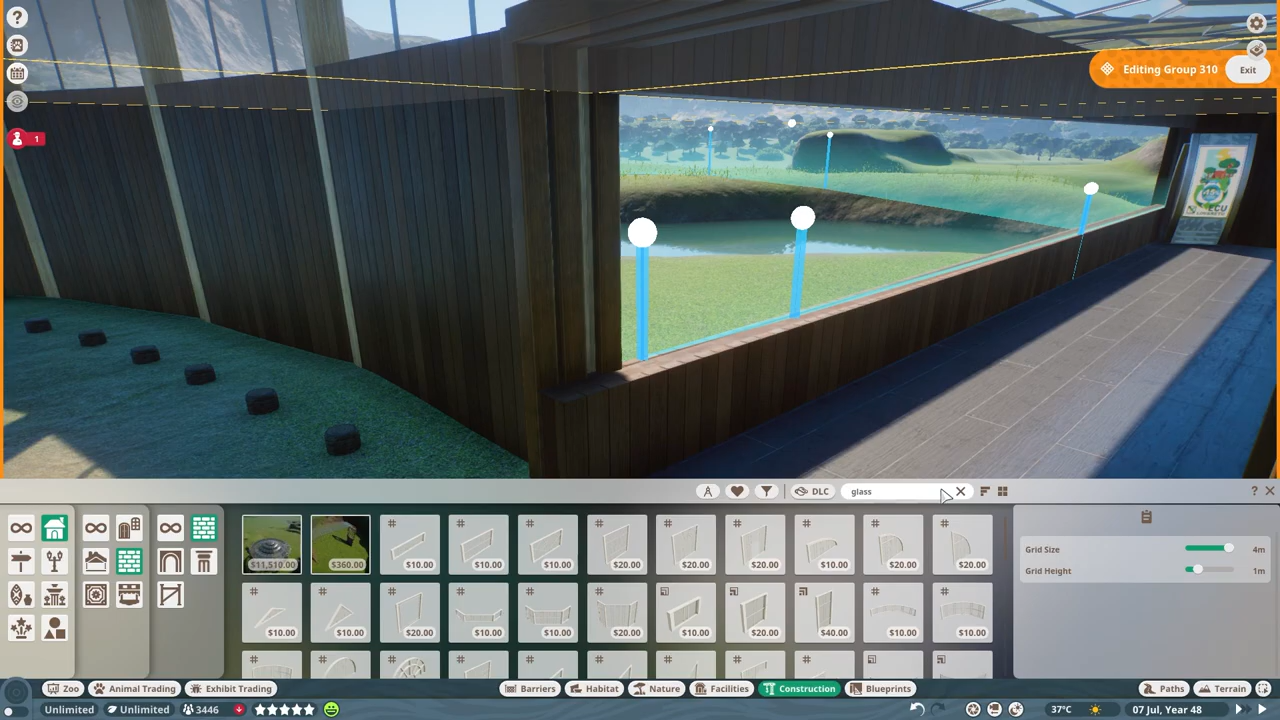 ?
Editing Group 310
Exit
1
ECU
DLC
glass
?
$11,510.00
$360.00
$10.00
$10.00
$10.00
$20.00
$20.00
$20.00
$10.00
$20.00
$20.00
Grid Size
4m
Grid Height
1m
$10.00
$10.00
$20.00
$10.00
$10.00
$20.00
$10.00
$20.00
$40.00
$10.00
$10.00
Zoo
Animal Trading
Exhibit Trading
Barriers
Habitat
Nature
Facilities
Construction
Blueprints
Paths
Terrain
Unlimited
Unlimited
3446
37°C
07 Jul, Year 48